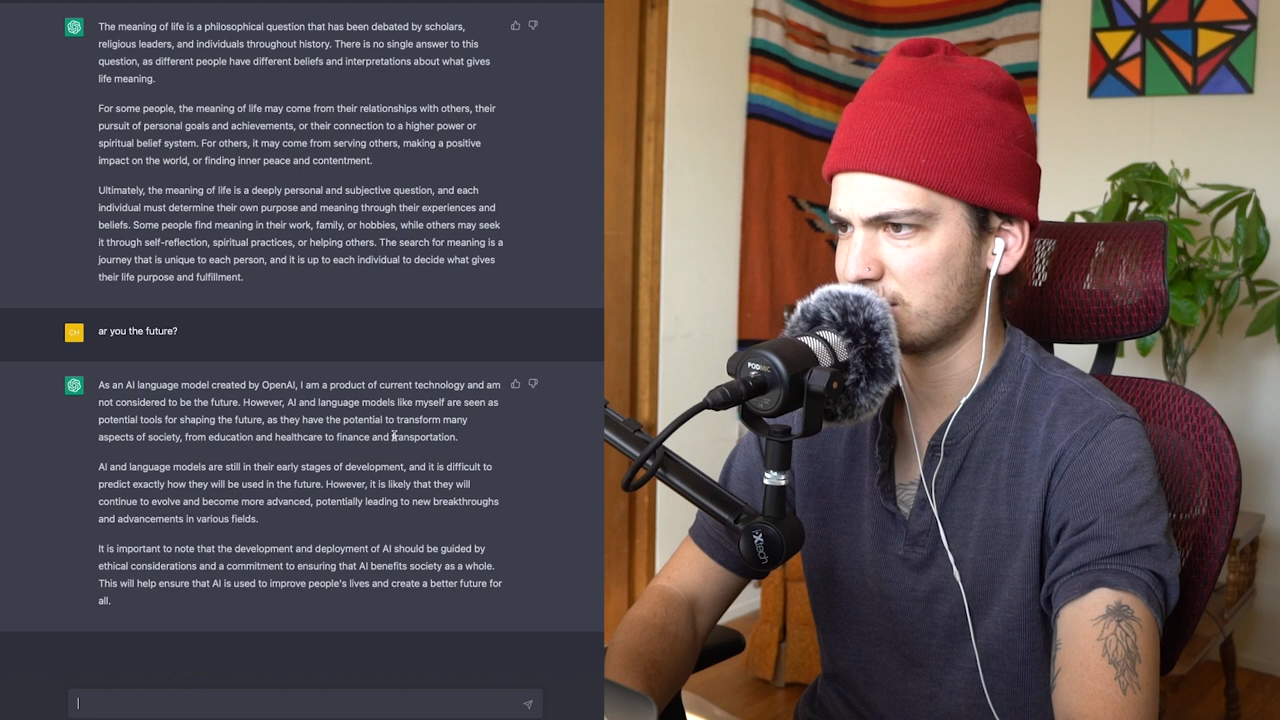 The meaning of life is a philosophical question that has been debated by scholars,
religious leaders, and individuals throughout history. There is no single answer to this
question, as different people have different beliefs and interpretations about what gives
life meaning.
For some people, the meaning of life may come from their relationships with others, their
pursuit of personal goals and achievements, or their connection to a higher power or
spiritual belief system. For others, it may come from serving others, making a positive
impact on the world, or finding inner peace and contentment.
Ultimately, the meaning of life is a deeply personal and subjective question, and each
individual must determine their own purpose and meaning through their experiences and
beliefs. Some people find meaning in their work, family, or hobbies, while others may seek
it through self-reflection, spiritual practices, or helping others. The search for meaning is a
journey that is unique to each person, and it is up to each individual to decide what gives
their life purpose and fulfillment.
CH
ar you the future?
As an AI language model created by OpenAI, I am a product of current technology and am
not considered to be the future. However, AI and language models like myself are seen as
potential tools for shaping the future, as they have the potential to transform many
aspects of society, from education and healthcare to finance and transportation.
AI and language models are still in their early stages of development, and it is difficult to
predict exactly how they will be used in the future. However, it is likely that they will
continue to evolve and become more advanced, potentially leading to new breakthroughs
and advancements in various fields.
It is important to note that the development and deployment of AI should be guided by
ethical considerations and a commitment to ensuring that AI benefits society as a whole.
This will help ensure that AI is used to improve people's lives and create a better future for
all.
PODMIC
IXtech